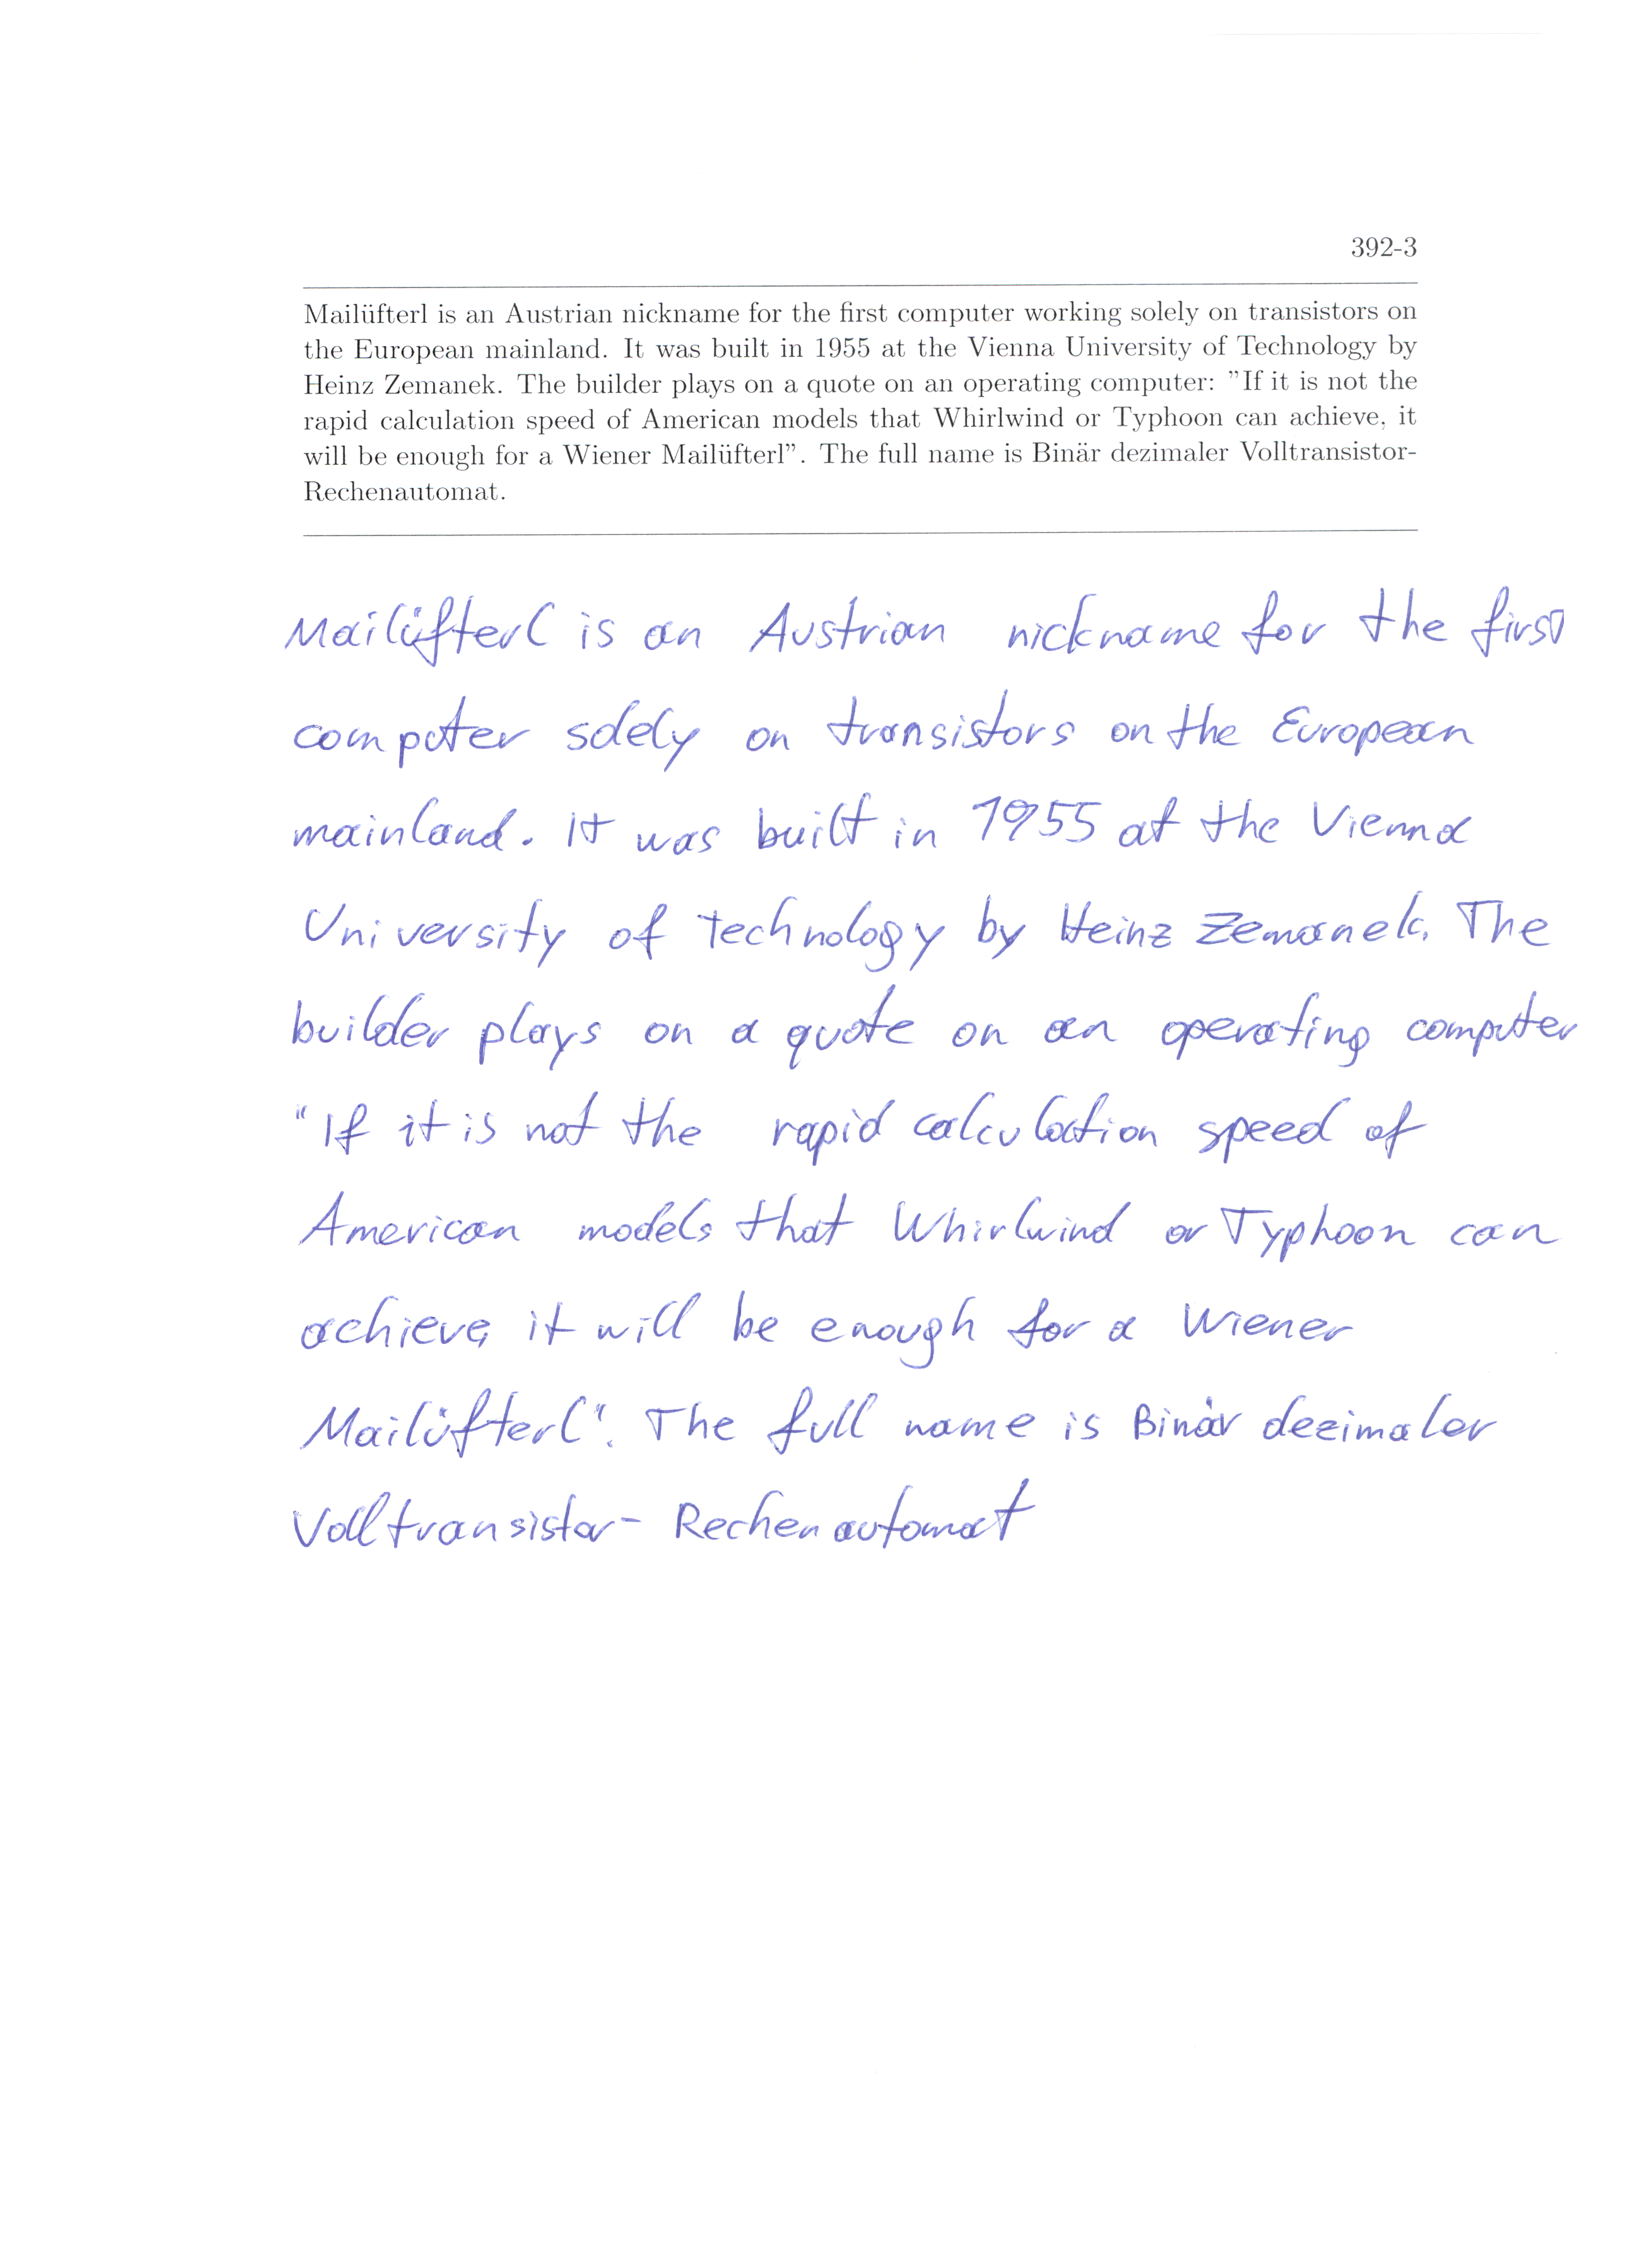 392-3
Mailüfterl is an Austrian nickname for the first computer working solely on transistors on
the European mainland. It was built in 1955 at the Vienna University of Technology by
Heinz Zemanek. The builder plays on a quote on an operating computer: ”If it is not the
rapid calculation speed of American models that Whirlwind or Typhoon can achieve, it
will be enough for a Wiener Mailüfterl”. The full name is Binär dezimaler Volltransistor-
Rechenautomat.
Mailüfterl is an Austrian nickname for the first
computer solely on transistors on the European
mainland. It was built in 1955 at the Vienna
University of technology by Heinz Zemanek. The
builder plays on a quote on an operating computer
"If it is not the rapid calculation speed of
American models that Whirlwind or Typhoon can
achieve, it will be enough for a Wiener
Mailüfterl". The full name is Binär dezimaler
Volltransistor- Rechenautomat